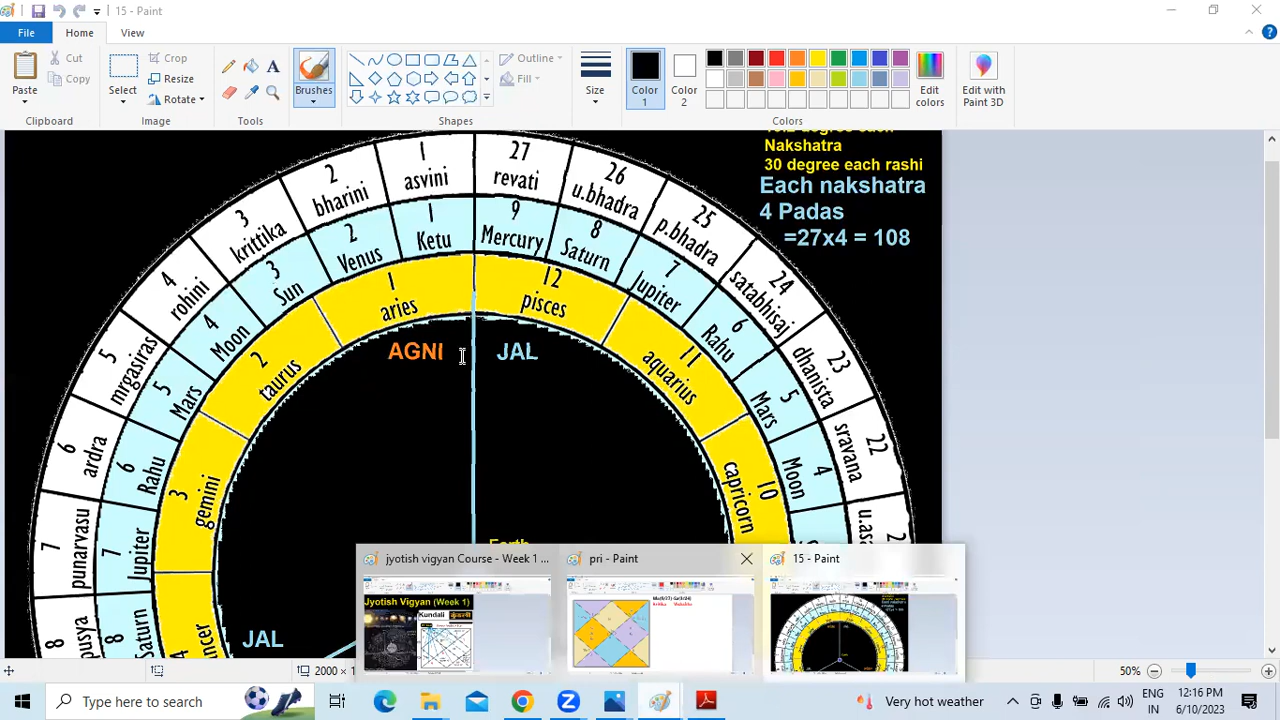 15 - Paint
File
Home
View
Paste
Cut
Copy
Clipboard
Select
Crop
Resize
Rotate
Image
Tools
Brushes
Shapes
Outline
Fill
Size
Color 1
Color 2
Edit colors
Edit with Paint 3D
Colors
Nakshatra
30 degree each rashi
Each nakshatra
4 Padas
=27x4 = 108
1 asvini
2 bharini
3 krittika
4 rohini
5 mrgasiras
6 ardra
7 punarvasu
8
27 revati
26 u.bhadra
25 p.bhadra
24 satabhisaj
23 dhanista
22 sravana
1 Ketu
2 Venus
3 Sun
4 Moon
5 Mars
6 Rahu
7 Jupiter
8 Saturn
9 Mercury
8 Saturn
7 Jupiter
6 Rahu
5 Mars
4 Moon
1 aries
2 taurus
3 gemini
12 pisces
11 aquarius
10 capricorn
AGNI
JAL
JAL
jyotish vigyan Course - Week 1 ...
pri - Paint
15 - Paint
Jyotish Vigyan (Week 1)
Kundali
2000 ×
50%
Type here to search
Very hot weather
ENG
IN
12:16 PM
6/10/2023